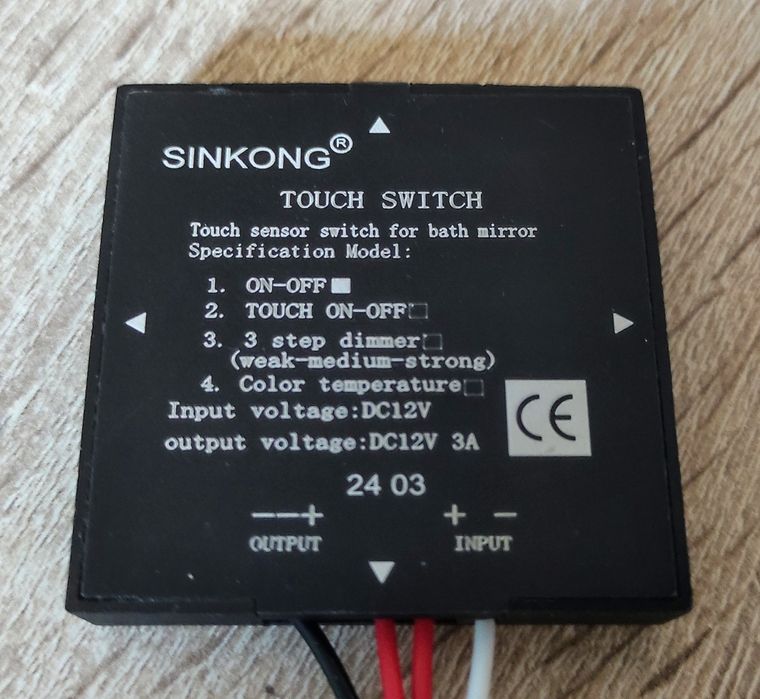 SINKONG®
TOUCH SWITCH
Touch sensor switch for bath mirror
Specification Model:
1. ON-OFF■
2. TOUCH ON-OFF□
3. 3 step dimmer□
(weak-medium-strong)
4. Color temperature□
Input voltage:DC12V
output voltage:DC12V 3A
CE
24 03
—–+ + –
OUTPUT INPUT